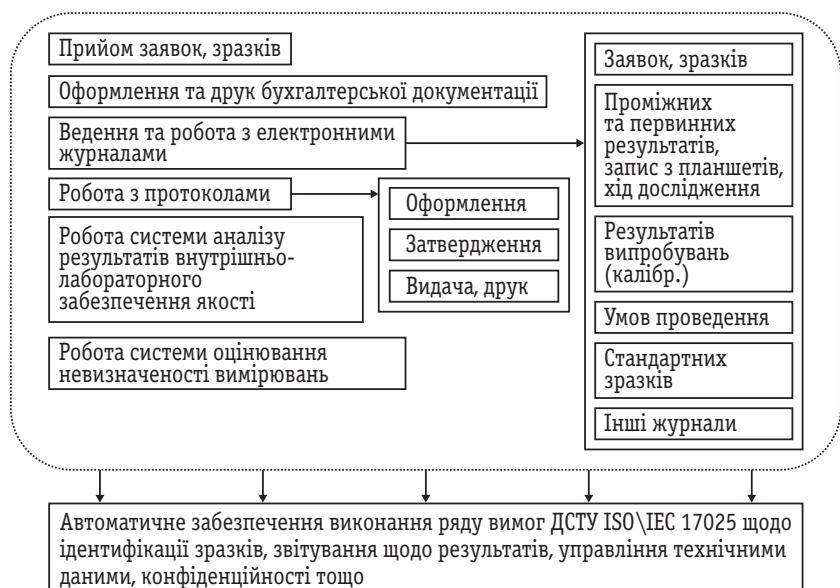 Прийом заявок, зразків
Оформлення та друк бухгалтерської документації
Ведення та робота з електронними
журналами
Робота з протоколами
Робота системи аналізу
результатів внутрішньо-
лабораторного
забезпечення якості
Робота системи оцінювання
невизначеності вимірювань
Оформлення
Затвердження
Видача, друк
Заявок, зразків
Проміжних
та первинних
результатів,
запис з планшетів,
хід дослідження
Результатів
випробувань
(калібр.)
Умов проведення
Стандартних
зразків
Інші журнали
Автоматичне забезпечення виконання ряду вимог ДСТУ ISO\IEC 17025 щодо
ідентифікації зразків, звітування щодо результатів, управління технічними
даними, конфіденційності тощо